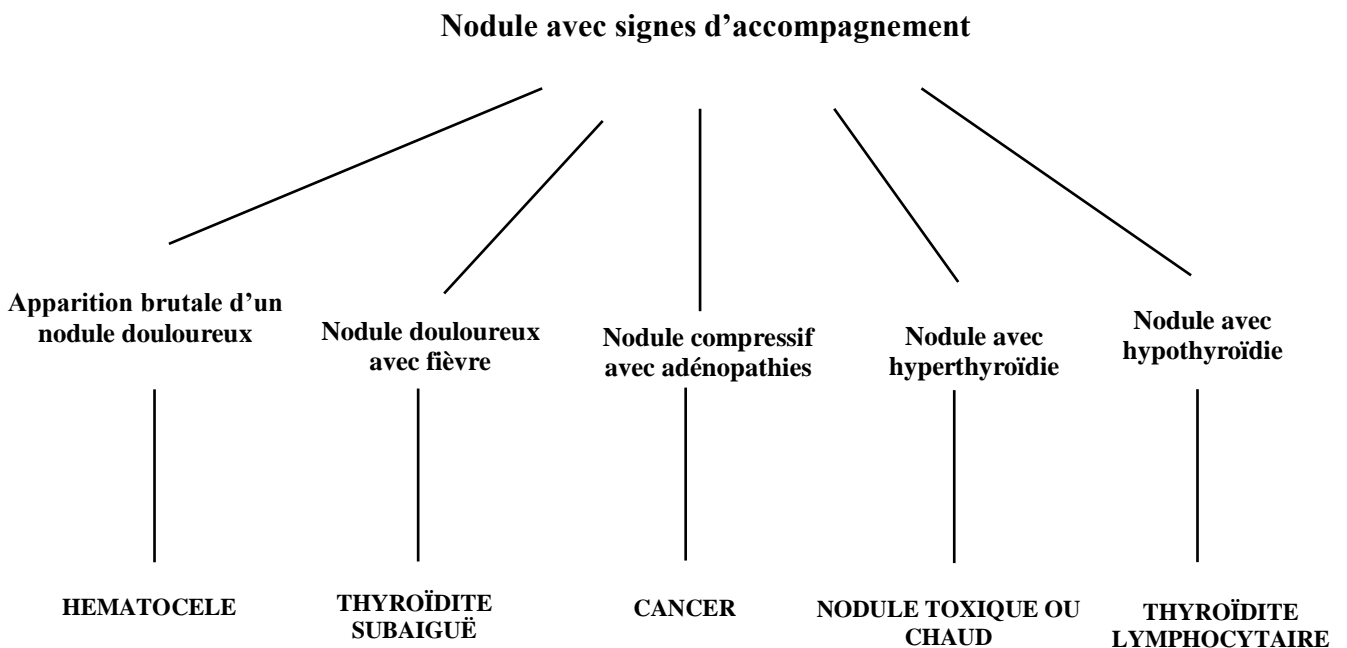 Nodule avec signes d’accompagnement
Apparition brutale d’un
nodule douloureux
Nodule douloureux
avec fièvre
Nodule compressif
avec adénopathies
Nodule avec
hyperthyroïdie
Nodule avec
hypothyroïdie
HEMATOCELE
THYROÏDITE
SUBAIGUË
CANCER
NODULE TOXIQUE OU
CHAUD
THYROÏDITE
LYMPHOCYTAIRE